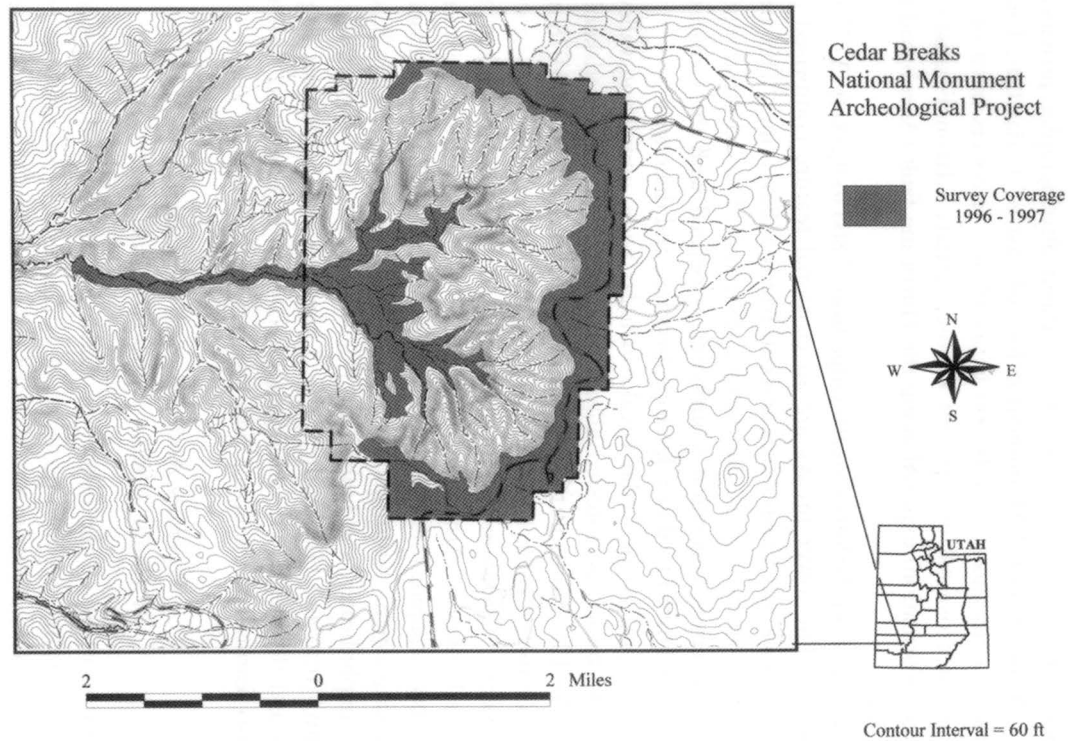 Cedar Breaks
National Monument
Archeological Project
Survey Coverage
1996 - 1997
N
W E
S
UTAH
2 0 2 Miles
Contour Interval = 60 ft